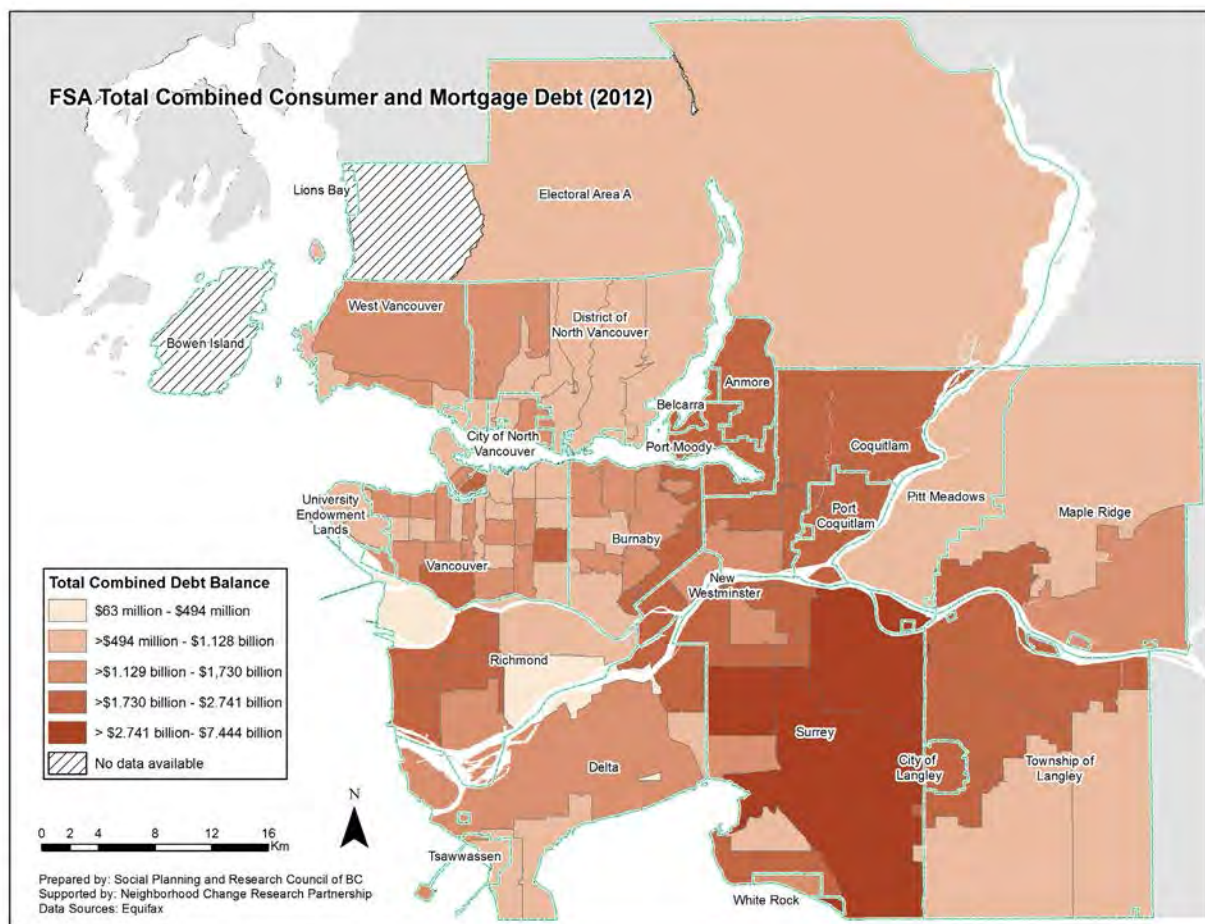 FSA Total Combined Consumer and Mortgage Debt (2012)
Lions Bay
Electoral Area A
Bowen Island
West Vancouver
District of
North Vancouver
Anmore
Belcarra
City of North
Vancouver
Port Moody
Coquitlam
University
Endowment
Lands
Port
Coquitlam
Pitt Meadows
Maple Ridge
Burnaby
Vancouver
New
Westminster
Richmond
Surrey
City of
Langley
Township of
Langley
Delta
Tsawwassen
White Rock
Total Combined Debt Balance
$63 million - $494 million
>$494 million - $1.128 billion
>$1.129 billion - $1,730 billion
>$1.730 billion - $2.741 billion
> $2.741 billion- $7.444 billion
No data available
N
0 2 4 8 12 16
Km
Prepared by: Social Planning and Research Council of BC
Supported by: Neighborhood Change Research Partnership
Data Sources: Equifax